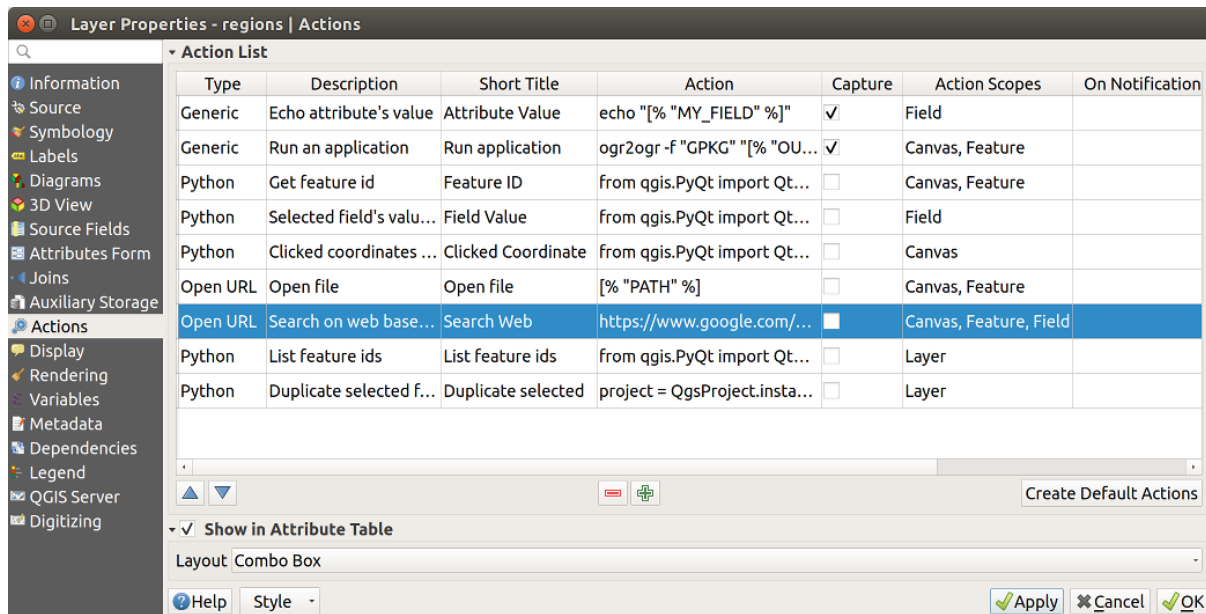 Layer Properties - regions | Actions
Information
Source
Symbology
Labels
Diagrams
3D View
Source Fields
Attributes Form
Joins
Auxiliary Storage
Actions
Display
Rendering
Variables
Metadata
Dependencies
Legend
QGIS Server
Digitizing
Action List
Type Description Short Title Action Capture Action Scopes On Notification
Generic Echo attribute's value Attribute Value echo "[% "MY_FIELD" %]" Field
Generic Run an application Run application ogr2ogr -f "GPKG" "[% "OU... Canvas, Feature
Python Get feature id Feature ID from qgis.PyQt import Qt... Canvas, Feature
Python Selected field's valu... Field Value from qgis.PyQt import Qt... Field
Python Clicked coordinates ... Clicked Coordinate from qgis.PyQt import Qt... Canvas
Open URL Open file Open file [% "PATH" %] Canvas, Feature
Open URL Search on web base... Search Web https://www.google.com/... Canvas, Feature, Field
Python List feature ids List feature ids from qgis.PyQt import Qt... Layer
Python Duplicate selected f... Duplicate selected project = QgsProject.insta... Layer
Create Default Actions
Show in Attribute Table
Layout Combo Box
Help Style Apply Cancel OK